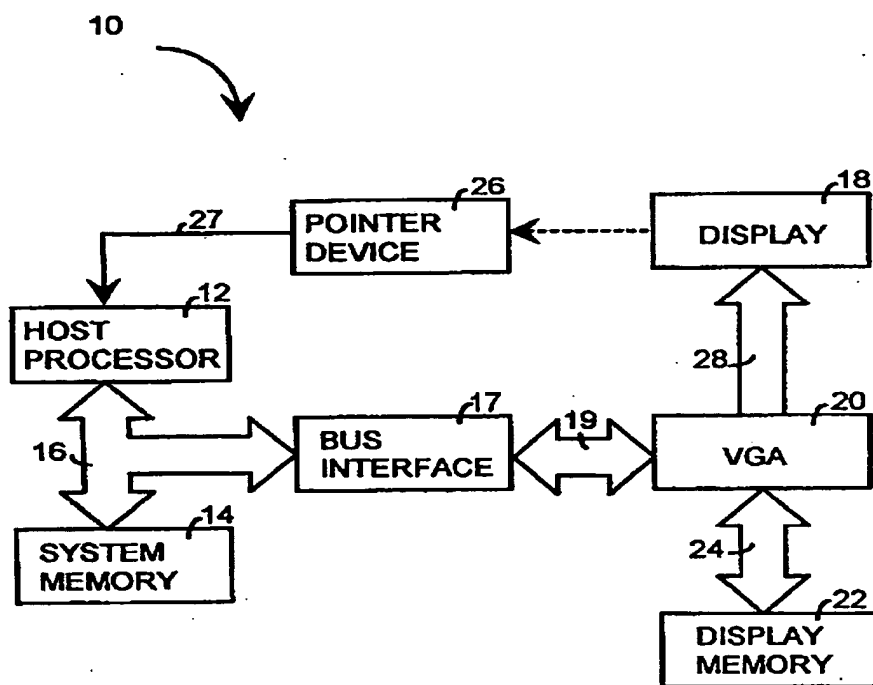 10
26
POINTER
DEVICE
27
18
DISPLAY
12
HOST
PROCESSOR
28
16
17
BUS
INTERFACE
19
20
VGA
14
SYSTEM
MEMORY
24
22
DISPLAY
MEMORY